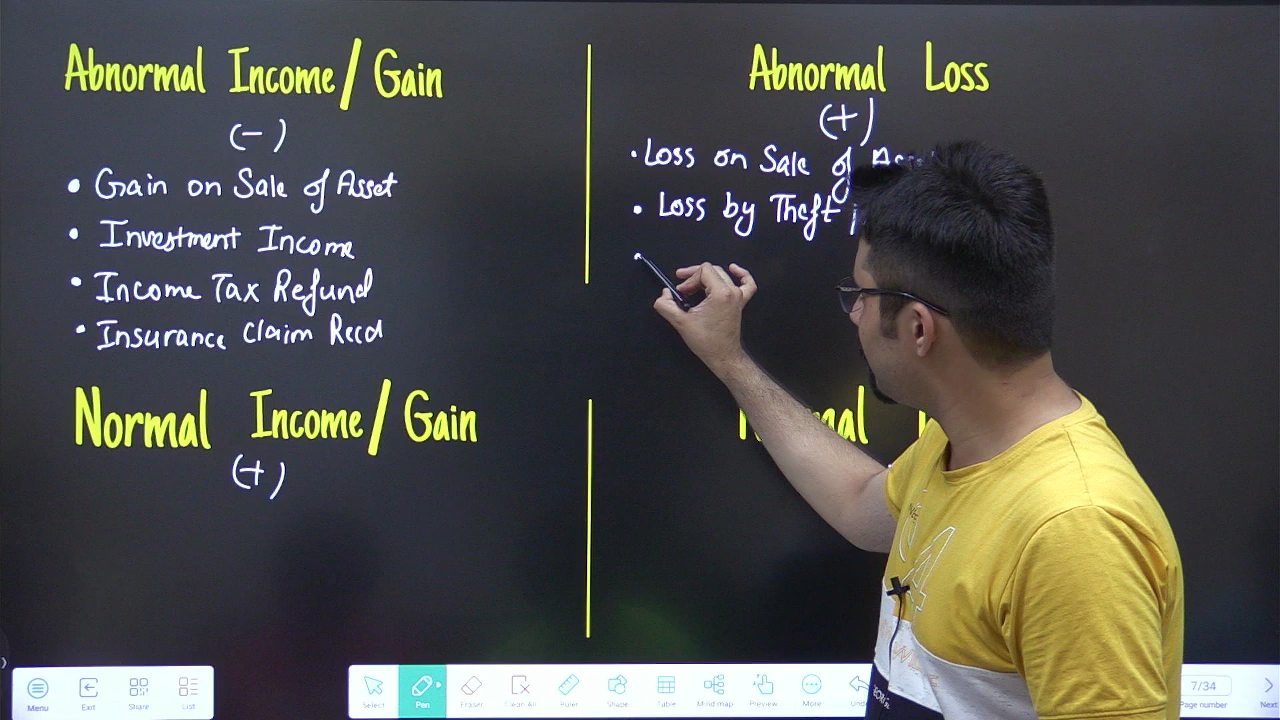 Abnormal Income/Gain
(-)
• Gain on Sale of Asset
• Investment Income
• Income Tax Refund
• Insurance Claim Recd
Abnormal Loss
(+)
• Loss on Sale of
• Loss by Theft
•
Normal Income/Gain
(+)
Menu
Exit
Share
List
Select
Pen
Eraser
Clean All
Ruler
Shape
Table
Mind map
Preview
More
7/34
Page number
Next